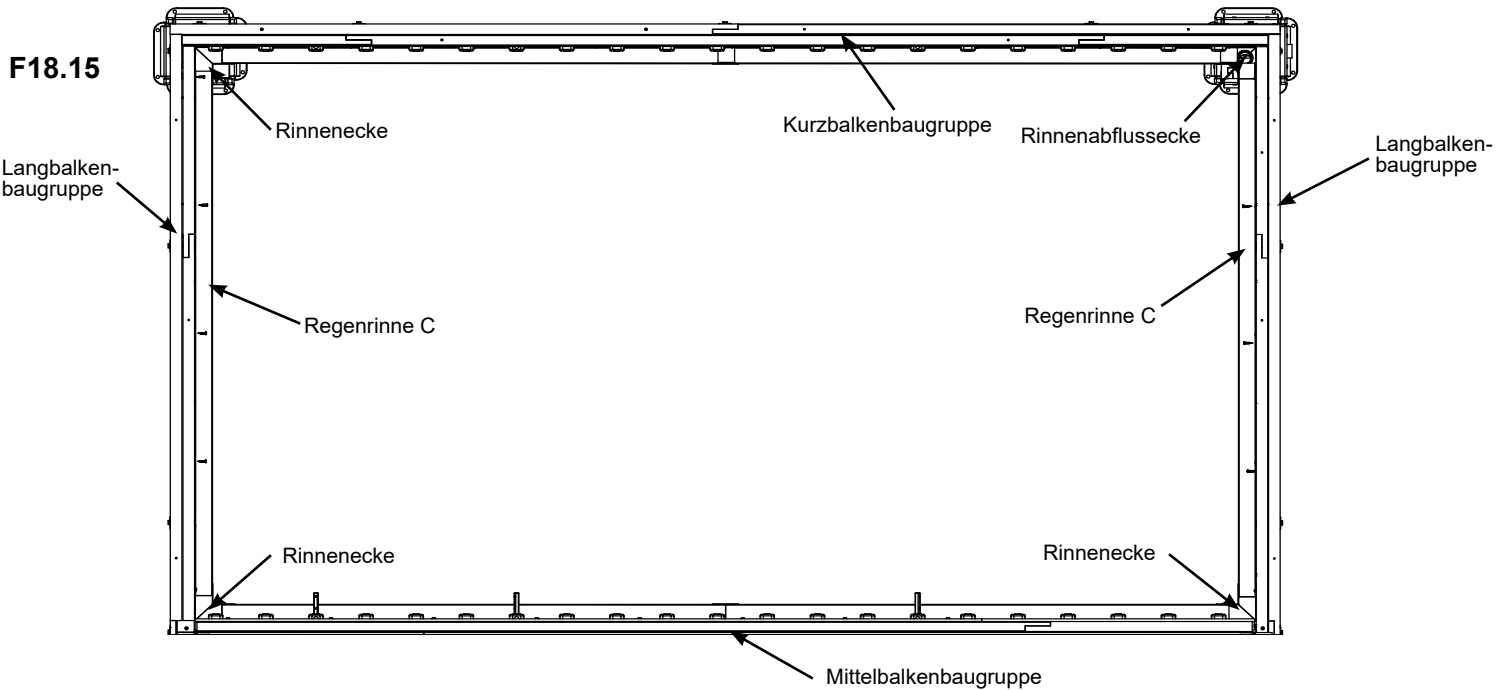 F18.15
Rinnenecke
Kurzbalkenbaugruppe
Rinnenabflussecke
Langbalken-
baugruppe
Langbalken-
baugruppe
Regenrinne C
Regenrinne C
Rinnenecke
Rinnenecke
Mittelbalkenbaugruppe